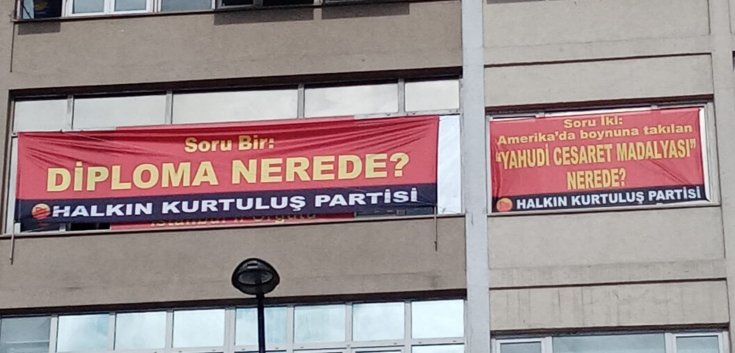 Soru Bir:
DİPLOMA NEREDE?
HALKIN KURTULUŞ PARTİSİ
Soru İki:
Amerika'da boynuna takılan
"YAHUDİ CESARET MADALYASI"
NEREDE?
HALKIN KURTULUŞ PARTİSİ